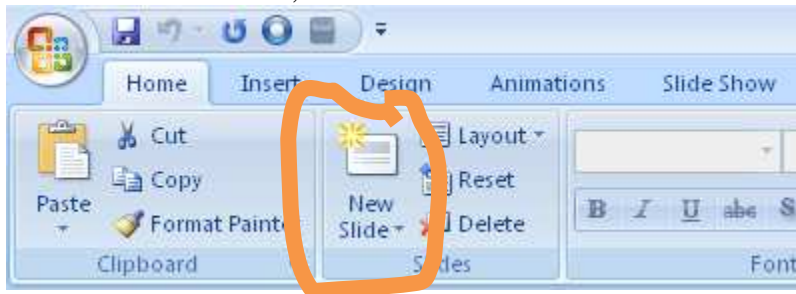 Home Insert Design Animations Slide Show
Cut Layout
Copy Reset
Paste New
Format Painter Slide Delete
B I U abc S
Clipboard Slides Font